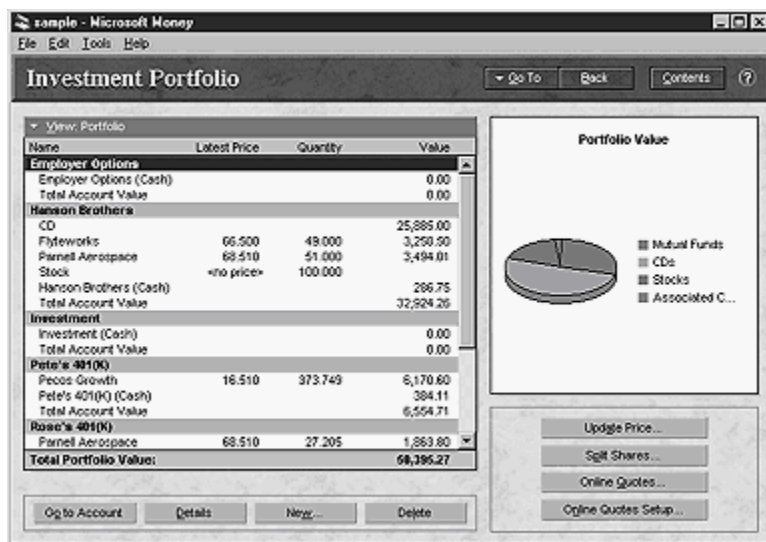 sample - Microsoft Money
File Edit Tools Help
Investment Portfolio
Go To Back Contents ?
View: Portfolio
Name Latest Price Quantity Value
Employer Options
Employer Options (Cash) 0.00
Total Account Value 0.00
Hanson Brothers
CD 25,885.00
Flyteworks 66.500 49.000 3,258.50
Parnell Aerospace 68.510 51.000 3,494.01
Stock <no price> 100.000
Hanson Brothers (Cash) 286.75
Total Account Value 32,924.26
Investment
Investment (Cash) 0.00
Total Account Value 0.00
Pete's 401(K)
Pecos Growth 16.510 373.749 6,170.60
Pete's 401(K) (Cash) 384.11
Total Account Value 6,554.71
Rose's 401(K)
Parnell Aerospace 68.510 27.205 1,863.80
Total Portfolio Value:
Go to Account Details New... Delete
Portfolio Value
Mutual Funds
CDs
Stocks
Associated C...
Update Price...
Split Shares...
Online Quotes...
Online Quotes Setup...